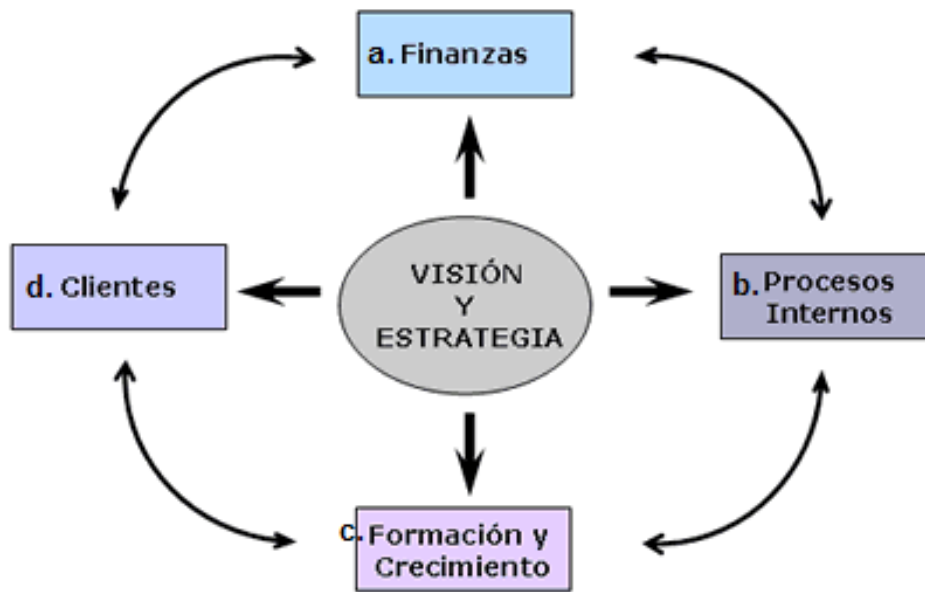 a. Finanzas
d. Clientes
VISIÓN
Y
ESTRATEGIA
b. Procesos
Internos
c. Formación y
Crecimiento